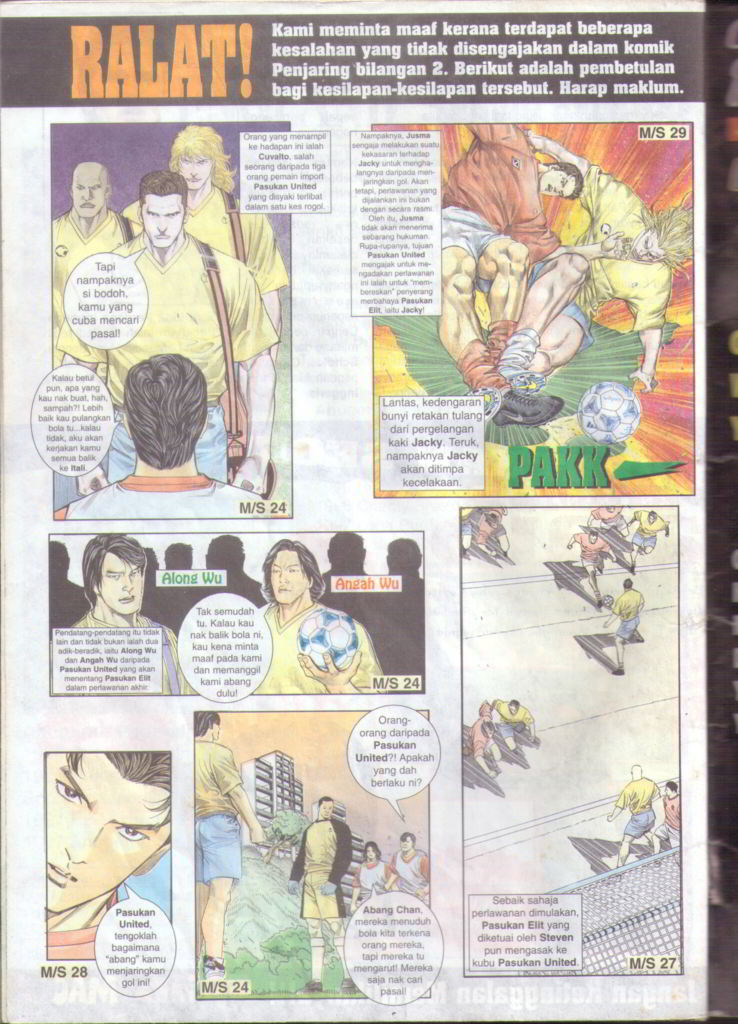 RALAT!
Kami meminta maaf kerana terdapat beberapa
kesalahan yang tidak disengajakan dalam komik
Penjaring bilangan 2. Berikut adalah pembetulan
bagi kesilapan-kesilapan tersebut. Harap maklum.
Orang yang menampil
ke hadapan ini ialah
Cuvalto, salah
seorang daripada tiga
orang pemain import
Pasukan United
yang disyaki terlibat
dalam satu kes rogol.
Tapi
nampaknya
si bodoh,
kamu yang
cuba mencari
pasal!
Kalau betul
pun, apa yang
kau nak buat, hah,
sampah?! Lebih
baik kau pulangkan
bola tu...kalau
tidak, aku akan
kerjakan kamu
semua balik
ke Itali.
M/S 24
M/S 29
Nampaknya, Jusma
sengaja melakukan suatu
kekasaran terhadap
Jacky untuk mengha-
langnya daripada men-
jaringkan gol. Akan
tetapi, perlawanan yang
dijalankan ini bukan
dengan secara rasmi.
Oleh itu, Jusma
tidak akan menerima
sebarang hukuman.
Rupa-rupanya, tujuan
Pasukan United
mengajak untuk me-
ngadakan perlawanan
ini ialah untuk "mem-
bereskan" penyerang
merbahaya Pasukan
Elit, iaitu Jacky!
Lantas, kedengaran
bunyi retakan tulang
dari pergelangan
kaki Jacky. Teruk,
nampaknya Jacky
akan ditimpa
kecelakaan.
PAKK
Along Wu
Angah Wu
Pendatang-pendatang itu tidak
lain dan tidak bukan ialah dua
adik-beradik, iaitu Along Wu
dan Angah Wu daripada
Pasukan United yang akan
menentang Pasukan Elit
dalam perlawanan akhir.
Tak semudah
tu. Kalau kau
nak balik bola ni,
kau kena minta
maaf pada kami
dan memanggil
kami abang
dulu!
M/S 24
Pasukan
United,
tengoklah
bagaimana
"abang" kamu
menjaringkan
gol ini!
M/S 28
Orang-
orang daripada
Pasukan
United?! Apakah
yang dah
berlaku ni?
Abang Chan,
mereka menuduh
bola kita terkena
orang mereka,
tapi mereka tu
mengarut! Mereka
saja nak cari
pasal!
M/S 24
Sebaik sahaja
perlawanan dimulakan,
Pasukan Elit yang
diketuai oleh Steven
pun mengasak ke
kubu Pasukan United.
M/S 27